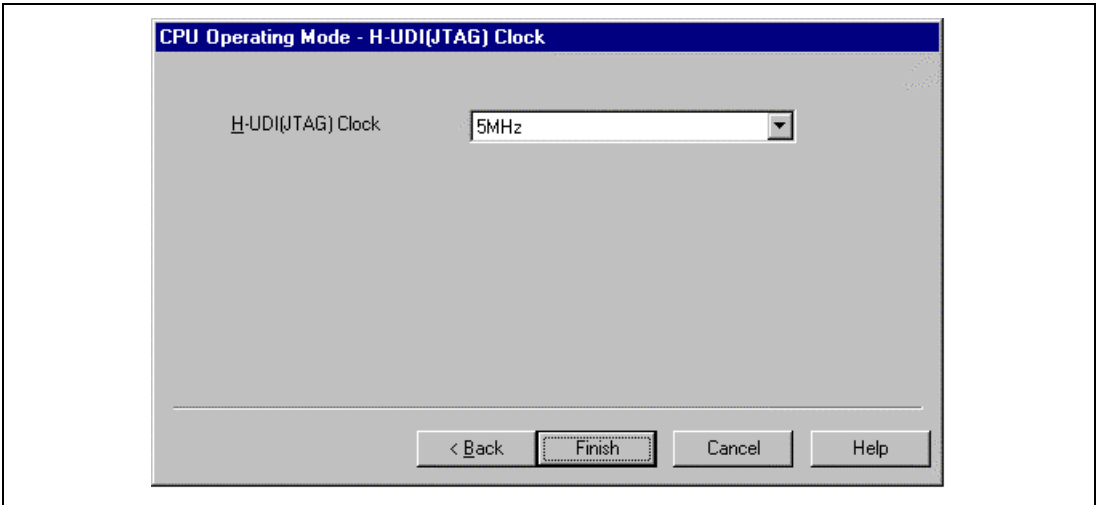 CPU Operating Mode - H-UDI(JTAG) Clock
H-UDI(JTAG) Clock 5MHz
< Back Finish Cancel Help